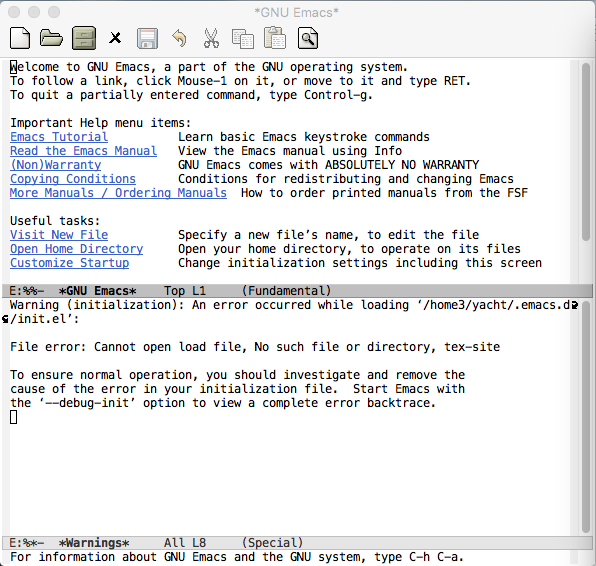 *GNU Emacs*
Welcome to GNU Emacs, a part of the GNU operating system.
To follow a link, click Mouse-1 on it, or move to it and type RET.
To quit a partially entered command, type Control-g.
Important Help menu items:
Emacs Tutorial Learn basic Emacs keystroke commands
Read the Emacs Manual View the Emacs manual using Info
(Non)Warranty GNU Emacs comes with ABSOLUTELY NO WARRANTY
Copying Conditions Conditions for redistributing and changing Emacs
More Manuals / Ordering Manuals How to order printed manuals from the FSF
Useful tasks:
Visit New File Specify a new file’s name, to edit the file
Open Home Directory Open your home directory, to operate on its files
Customize Startup Change initialization settings including this screen
E:%%- *GNU Emacs* Top L1 (Fundamental)
Warning (initialization): An error occurred while loading ‘/home3/yacht/.emacs.d
/init.el’:
File error: Cannot open load file, No such file or directory, tex-site
To ensure normal operation, you should investigate and remove the
cause of the error in your initialization file. Start Emacs with
the ‘--debug-init’ option to view a complete error backtrace.
E:%*- *Warnings* All L8 (Special)
For information about GNU Emacs and the GNU system, type C-h C-a.